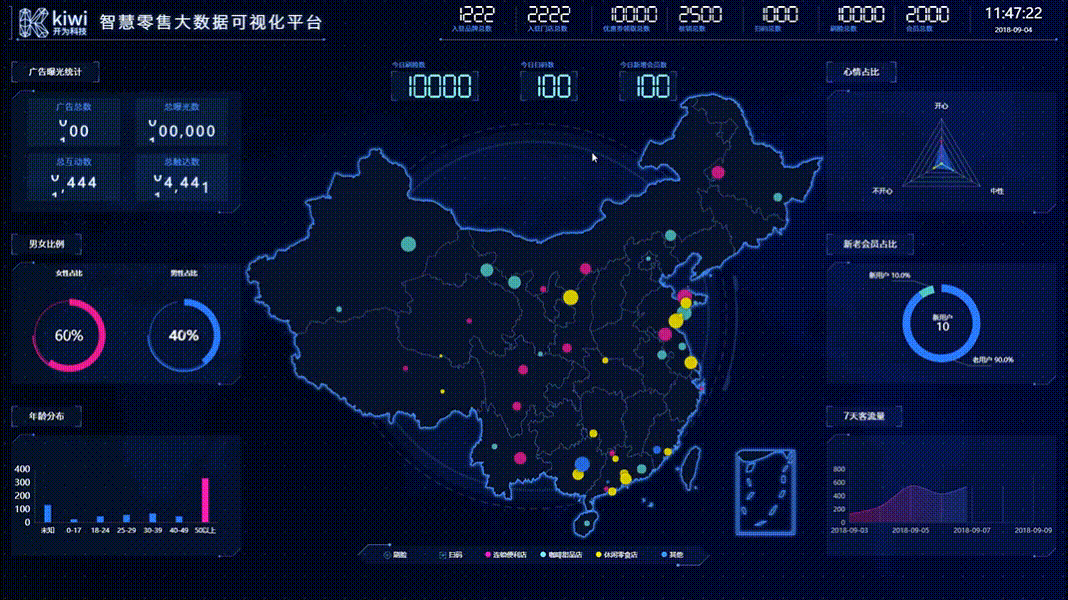 kiwi
开为科技
智慧零售大数据可视化平台
1222
入驻品牌总数
2222
入驻门店总数
10000
优惠券领取总数
2500
核销总数
1000
扫码总数
10000
刷脸总数
2000
会员总数
11:47:22
2018-09-04
今日刷脸数
10000
今日扫码数
100
今日新增会员数
100
广告曝光统计
广告总数
总曝光数
总互动数
总触达数
男女比例
女性占比
60%
男性占比
40%
年龄分布
400
300
200
100
0
未知
0-17
18-24
25-29
30-39
40-49
50以上
刷脸
扫码
连锁便利店
咖啡甜品店
休闲零食店
其他
心情占比
开心
不开心
中性
新老会员占比
新用户 10.0%
新用户
10
老用户 90.0%
7天客流量
800
600
400
200
0
2018-09-03
2018-09-05
2018-09-07
2018-09-09